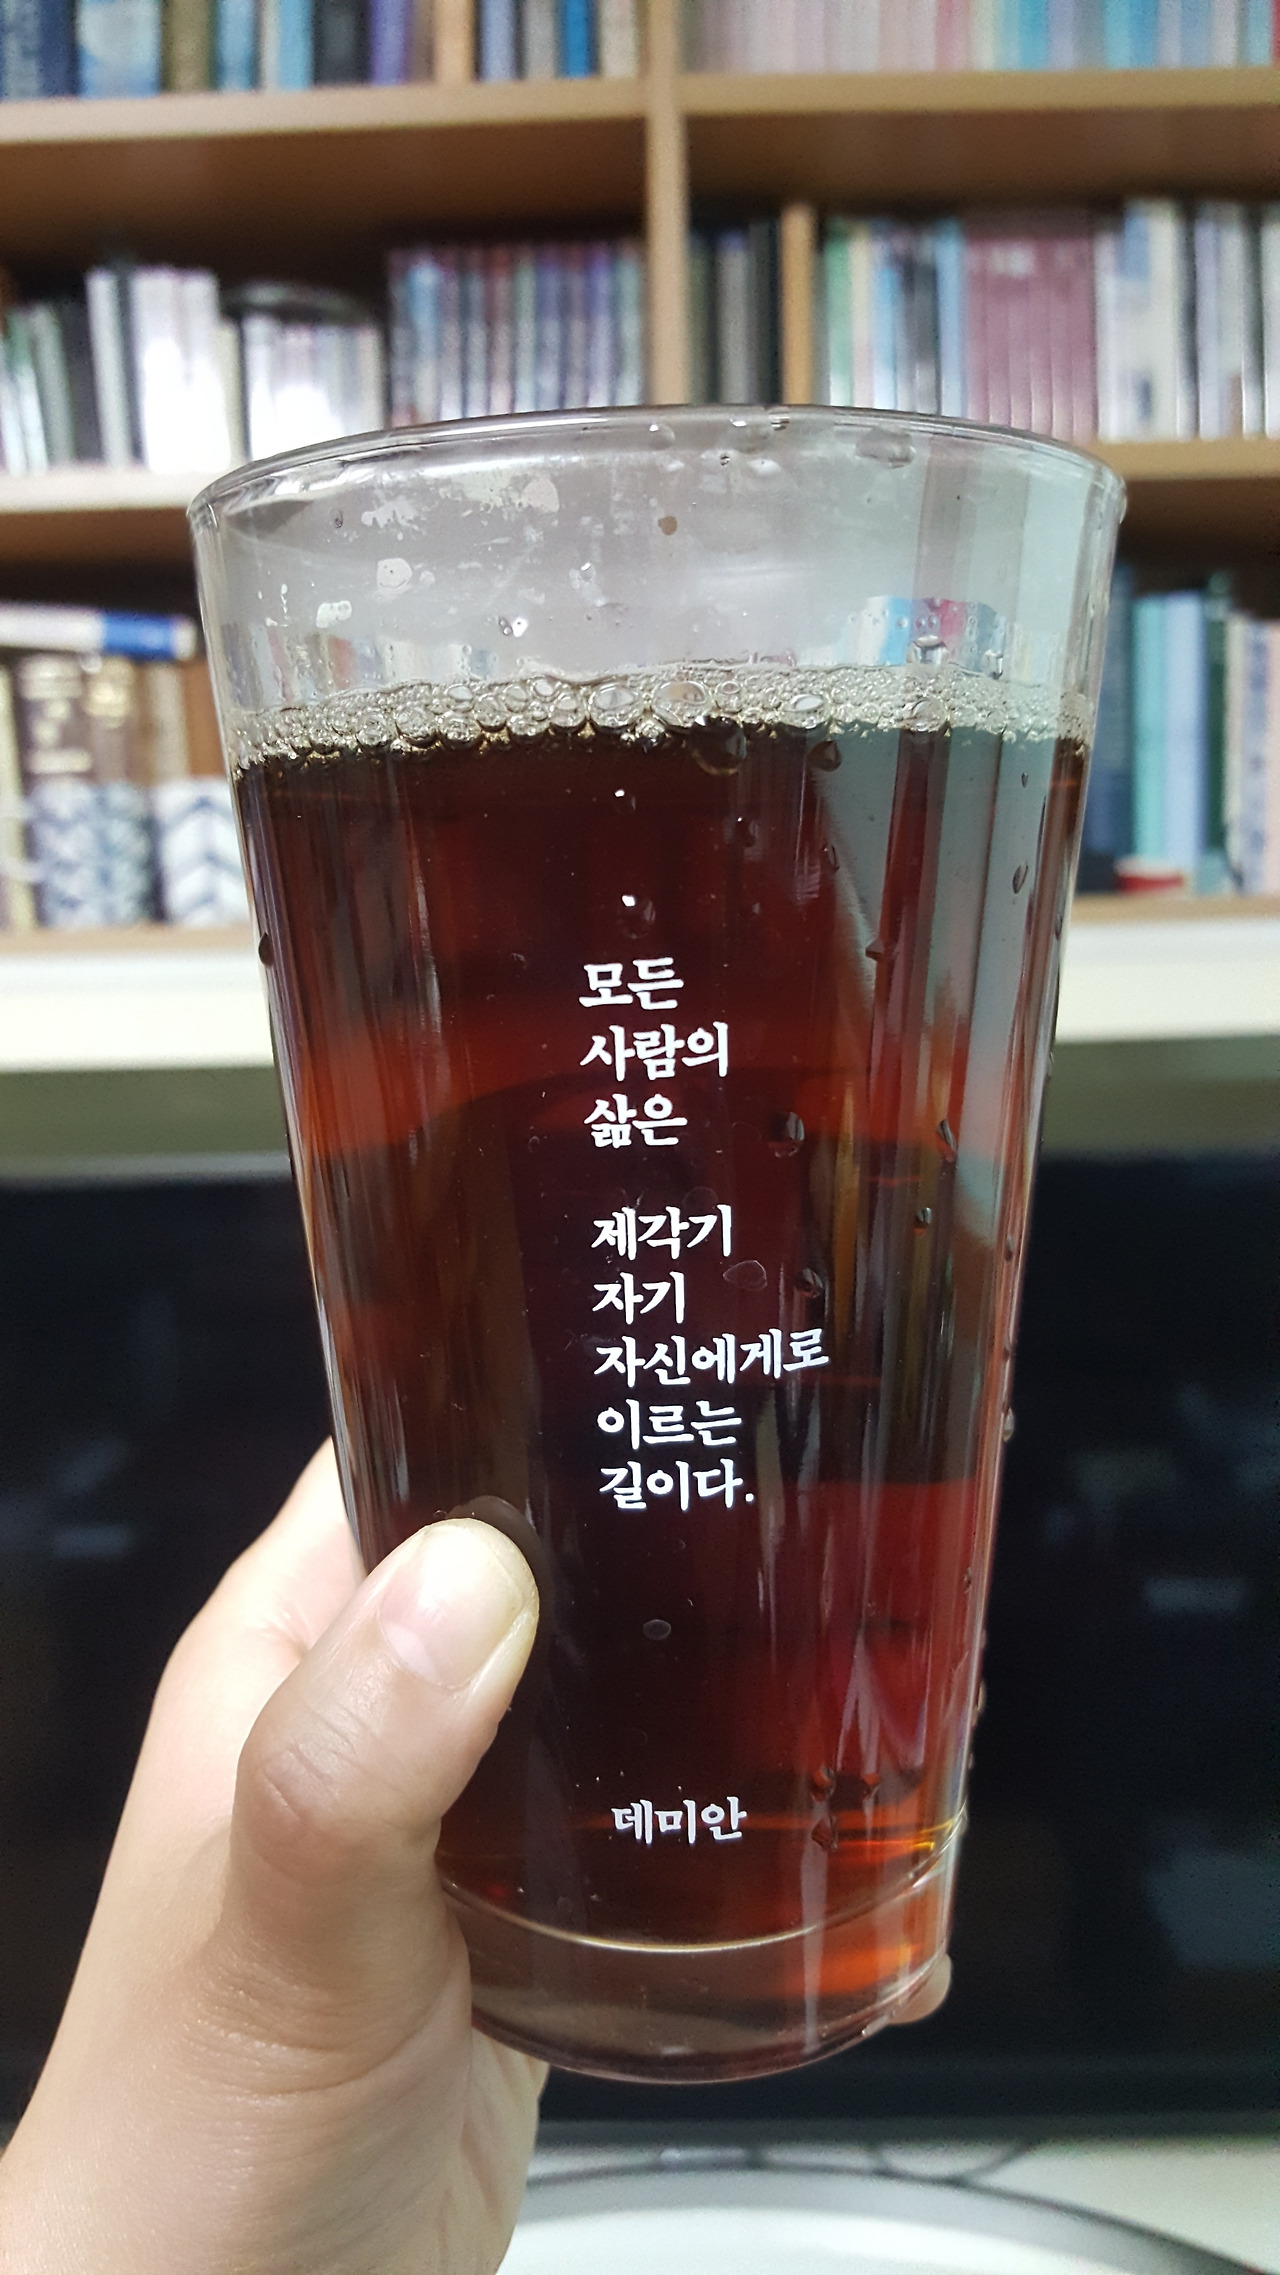 모든
사람의
삶은
제각기
자기
자신에게로
이르는
길이다.
데미안